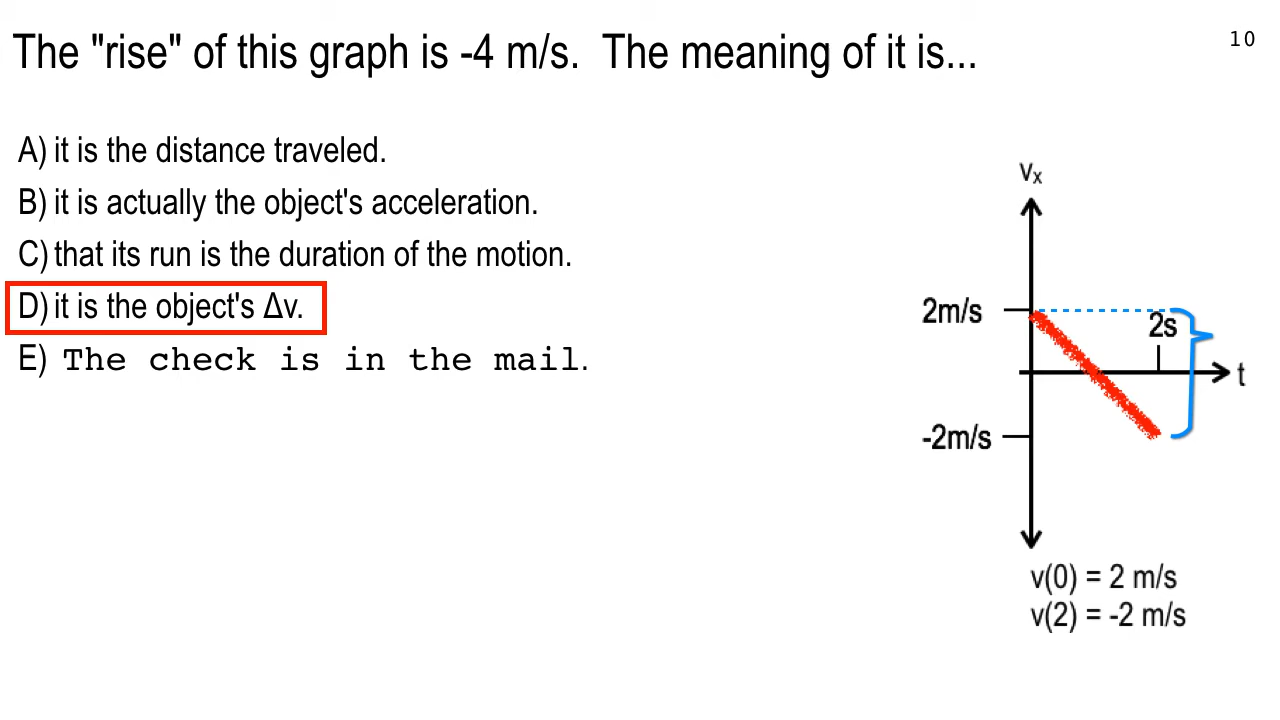 The "rise" of this graph is -4 m/s.  The meaning of it is...
10
A) it is the distance traveled.
B) it is actually the object's acceleration.
C) that its run is the duration of the motion.
D) it is the object's Δv.
E) The check is in the mail.
vx
2m/s
2s
t
-2m/s
v(0) = 2 m/s
v(2) = -2 m/s